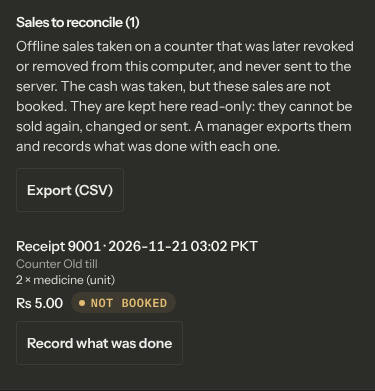 Sales to reconcile (1)
Offline sales taken on a counter that was later revoked
or removed from this computer, and never sent to the
server. The cash was taken, but these sales are not
booked. They are kept here read-only: they cannot be
sold again, changed or sent. A manager exports them
and records what was done with each one.
Export (CSV)
Receipt 9001 · 2026-11-21 03:02 PKT
Counter Old till
2 × medicine (unit)
Rs 5.00 NOT BOOKED
Record what was done